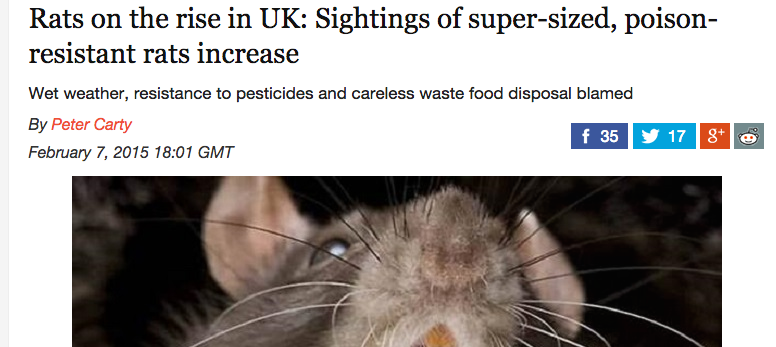 Rats on the rise in UK: Sightings of super-sized, poison-
resistant rats increase
Wet weather, resistance to pesticides and careless waste food disposal blamed
By Peter Carty
February 7, 2015 18:01 GMT
f 35 17 g+